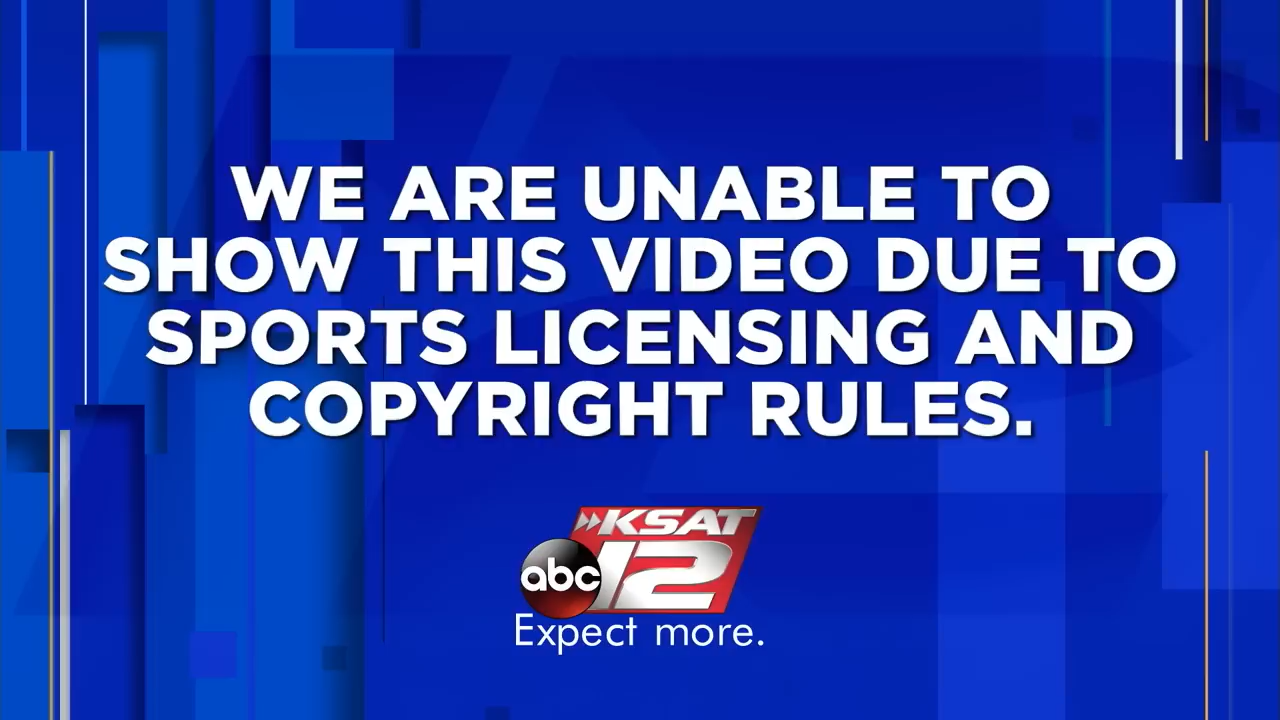 WE ARE UNABLE TO
SHOW THIS VIDEO DUE TO
SPORTS LICENSING AND
COPYRIGHT RULES.
KSAT
abc 12
Expect more.